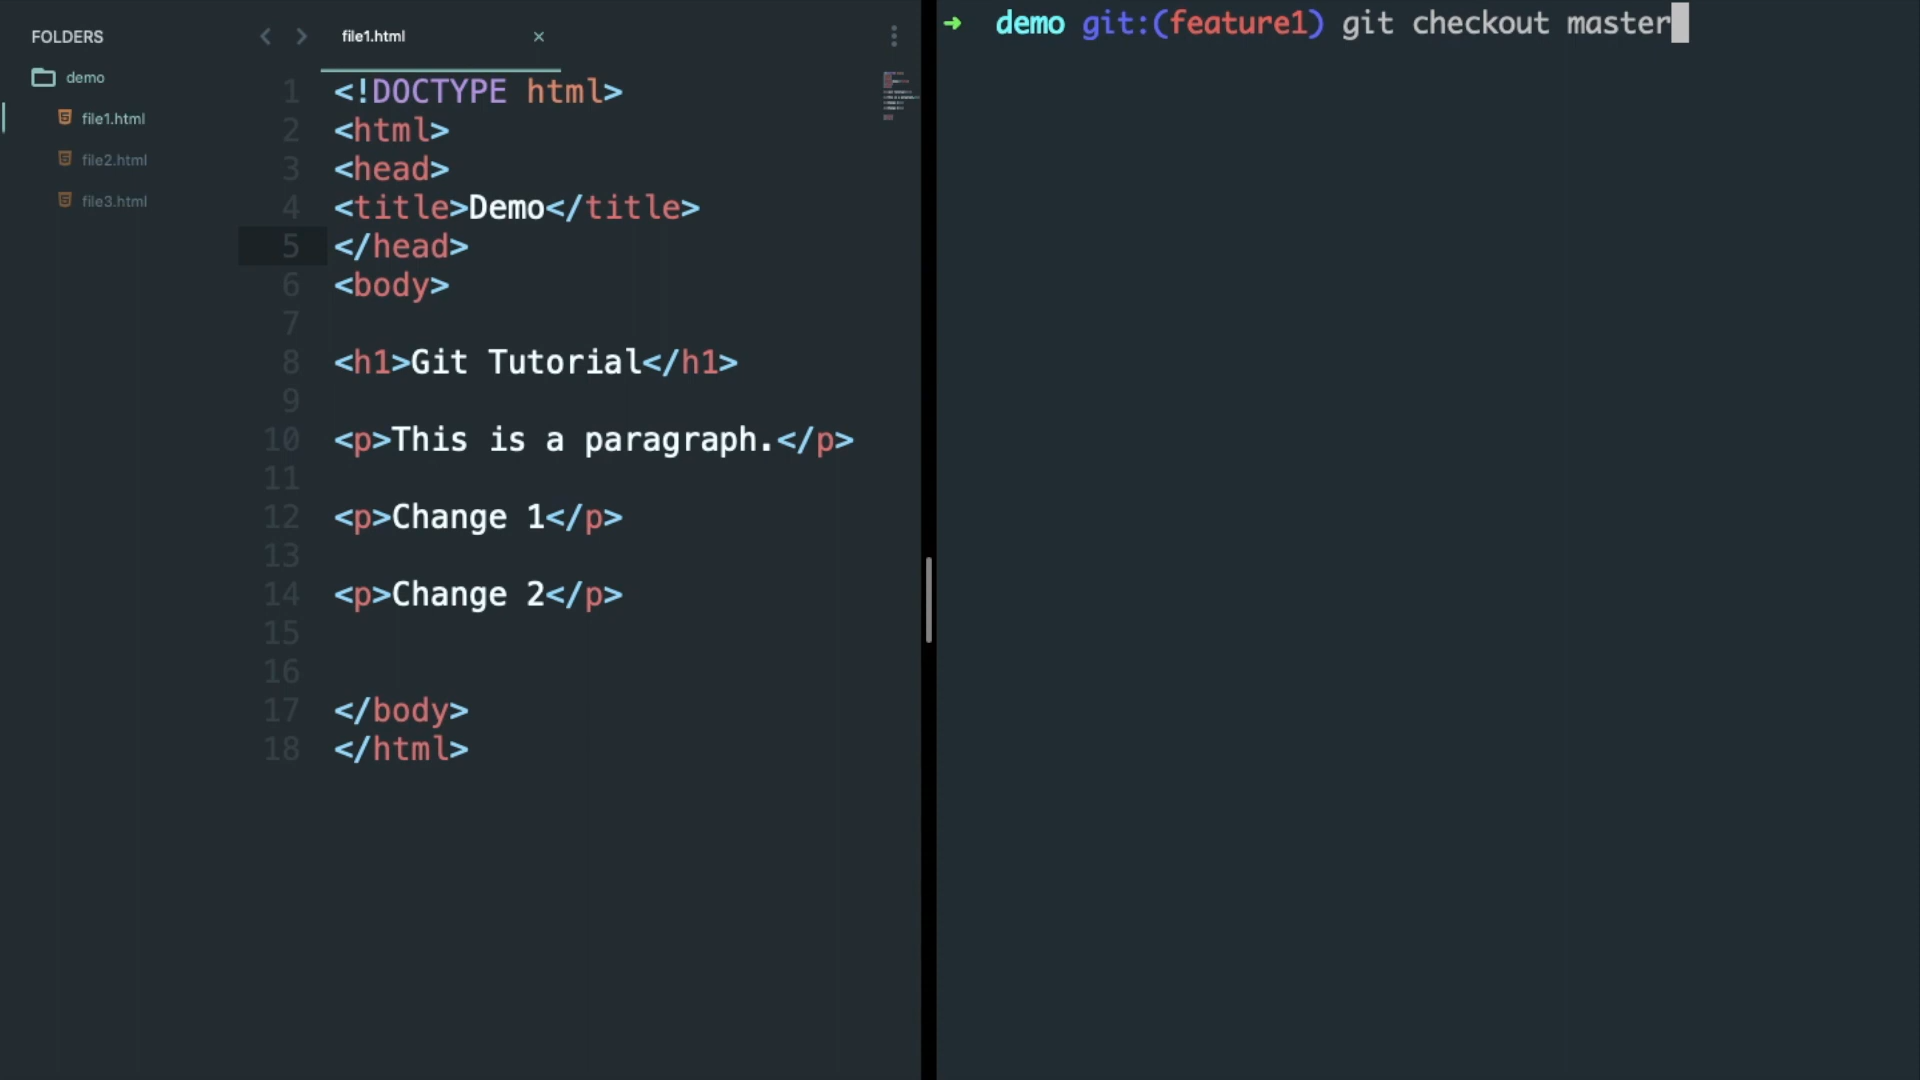 FOLDERS
demo
file1.html
file2.html
file3.html
file1.html ×
1 <!DOCTYPE html>
2 <html>
3 <head>
4 <title>Demo</title>
5 </head>
6 <body>
7
8 <h1>Git Tutorial</h1>
9
10 <p>This is a paragraph.</p>
11
12 <p>Change 1</p>
13
14 <p>Change 2</p>
15
16
17 </body>
18 </html>
➜ demo git:(feature1) git checkout master